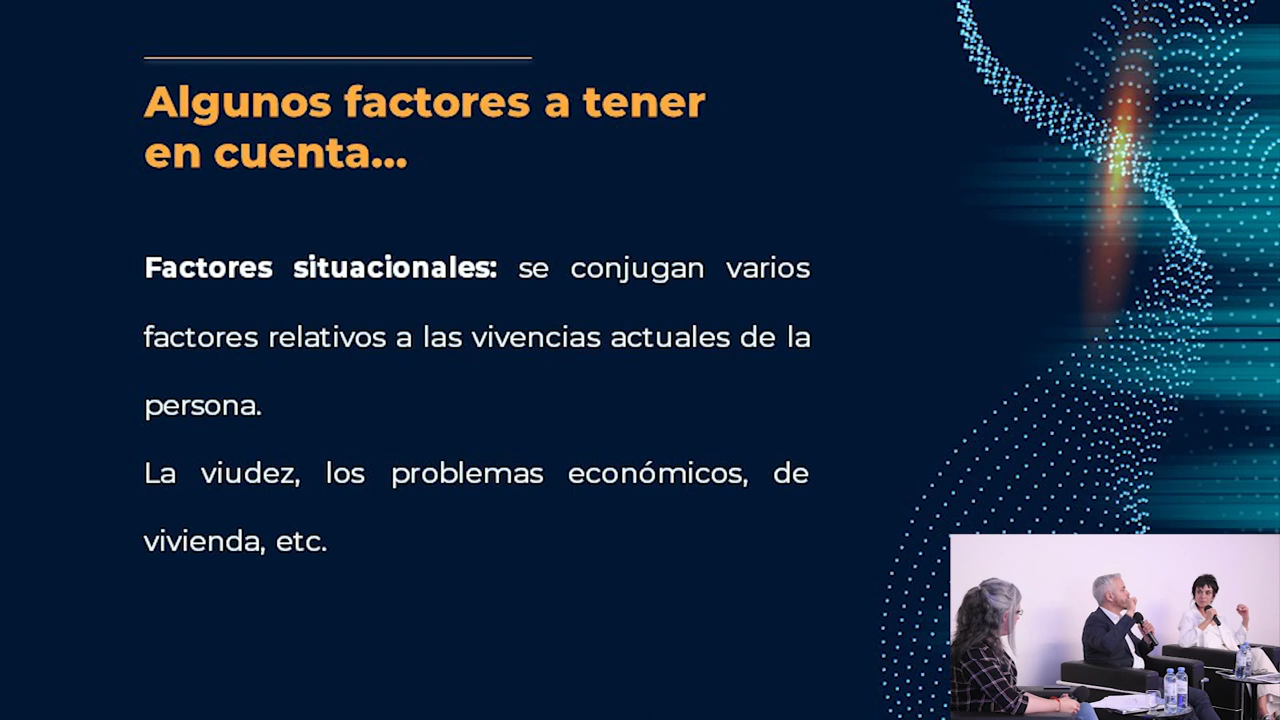 Algunos factores a tener
en cuenta...
Factores situacionales: se conjugan varios
factores relativos a las vivencias actuales de la
persona.
La viudez, los problemas económicos, de
vivienda, etc.